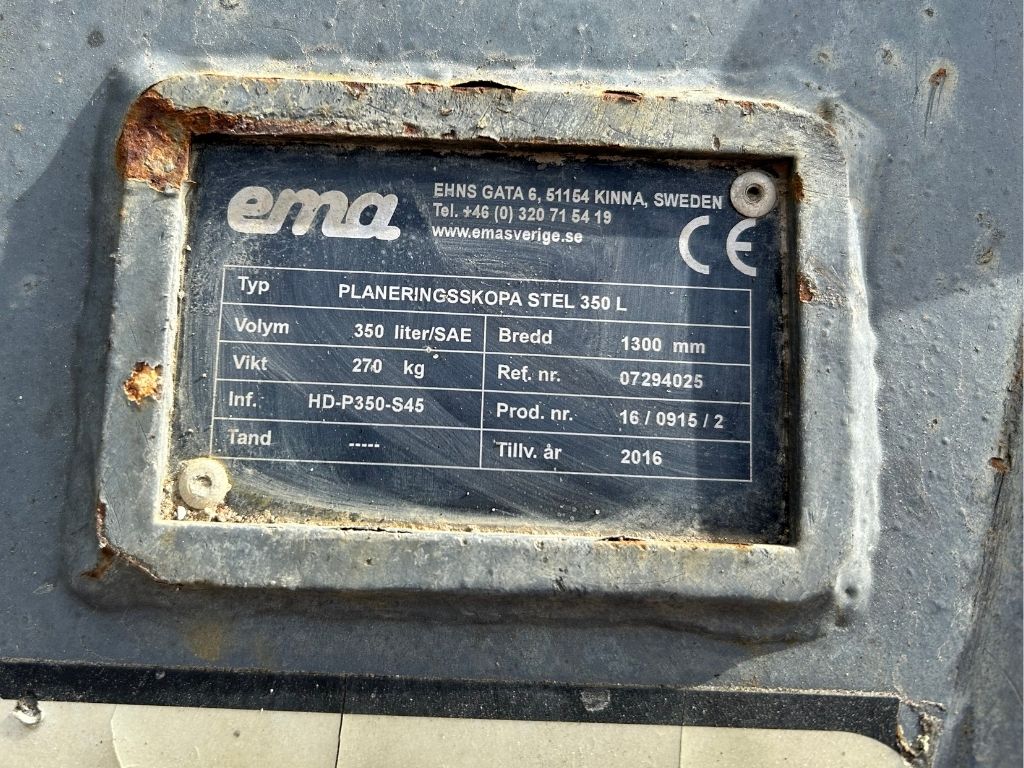 ema
EHNS GATA 6, 51154 KINNA, SWEDEN
Tel. +46 (0) 320 71 54 19
www.emasverige.se
CE
Typ PLANERINGSSKOPA STEL 350 L
Volym 350 liter/SAE Bredd 1300 mm
Vikt 270 kg Ref. nr. 07294025
Inf. HD-P350-S45 Prod. nr. 16 / 0915 / 2
Tand ----- Tillv. år 2016